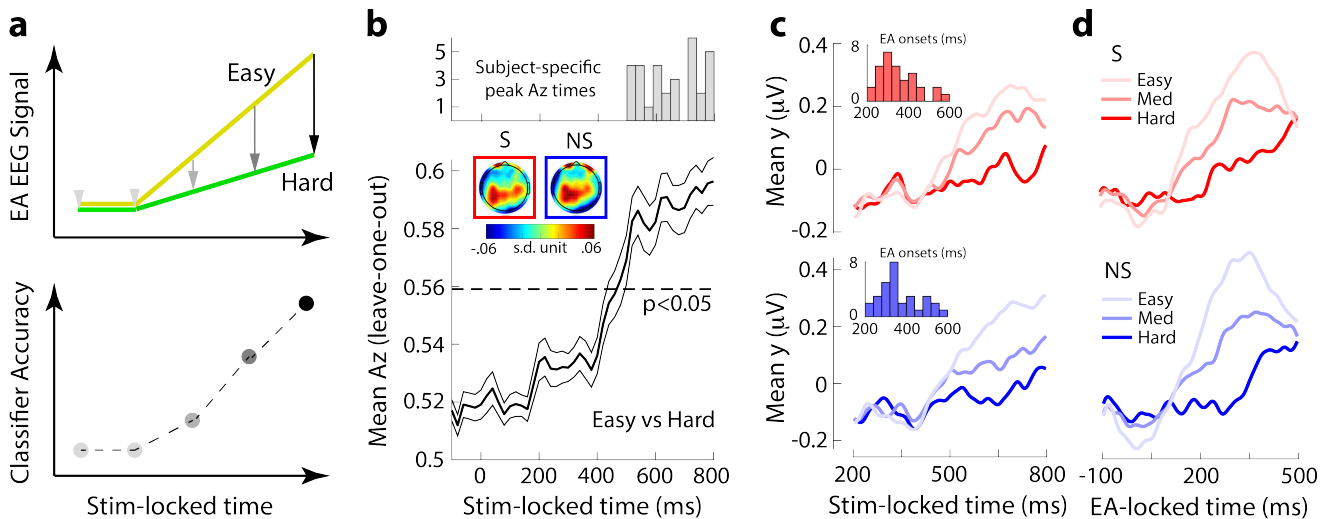 a
EA EEG Signal
Easy
Hard
Classifier Accuracy
Stim-locked time
b
5
3
1
Subject-specific
peak Az times
S
NS
-.06
s.d. unit
.06
Mean Az (leave-one-out)
0.6
0.58
0.56
0.54
0.52
0.5
p<0.05
Easy vs Hard
0
200
400
600
800
Stim-locked time (ms)
c
Mean y (μV)
0.4
0.2
0
-0.2
EA onsets (ms)
8
0
200
400
600
Mean y (μV)
0.4
0.2
0
-0.2
EA onsets (ms)
8
0
200
400
600
200
500
800
Stim-locked time (ms)
d
S
Easy
Med
Hard
NS
Easy
Med
Hard
-100
200
500
EA-locked time (ms)